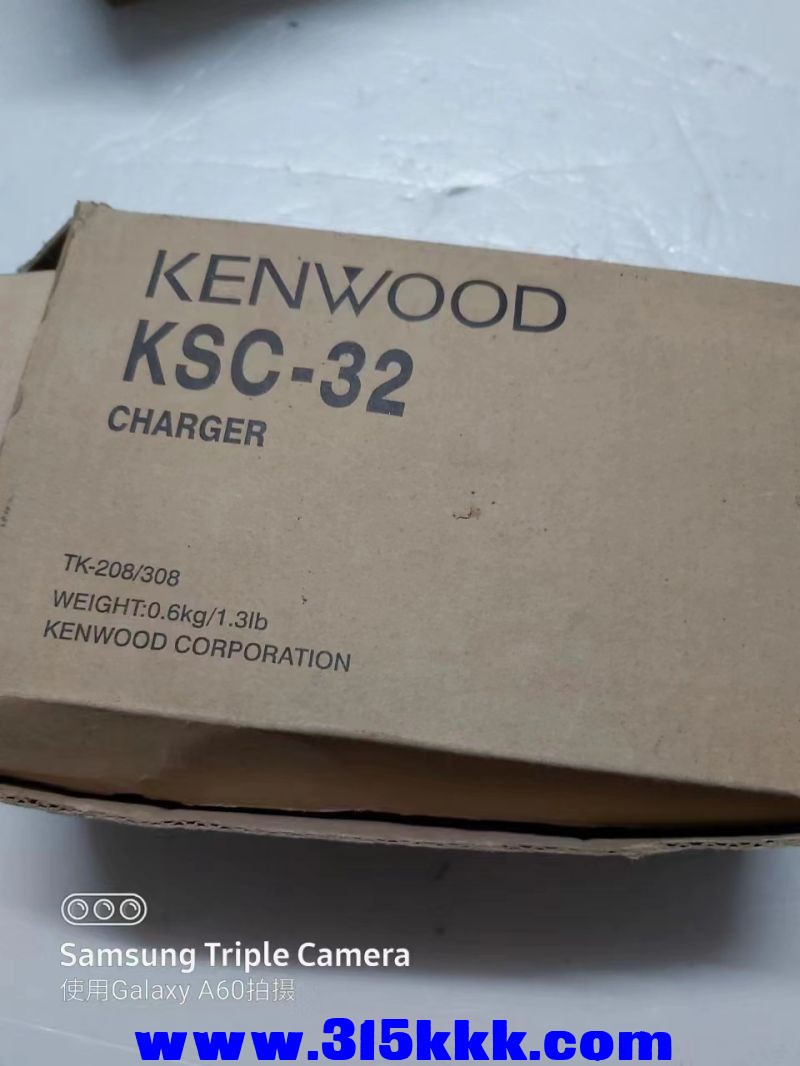 KENWOOD
KSC-32
CHARGER
TK-208/308
WEIGHT:0.6kg/1.3lb
KENWOOD CORPORATION
Samsung Triple Camera
使用Galaxy A60拍摄
www.315kkk.com